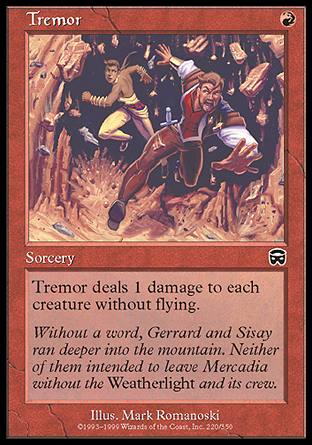 Tremor
Sorcery
Tremor deals 1 damage to each
creature without flying.
Without a word, Gerrard and Sisay
ran deeper into the mountain. Neither
of them intended to leave Mercadia
without the Weatherlight and its crew.
Illus. Mark Romanoski
©1993–1999 Wizards of the Coast, Inc. 220/350